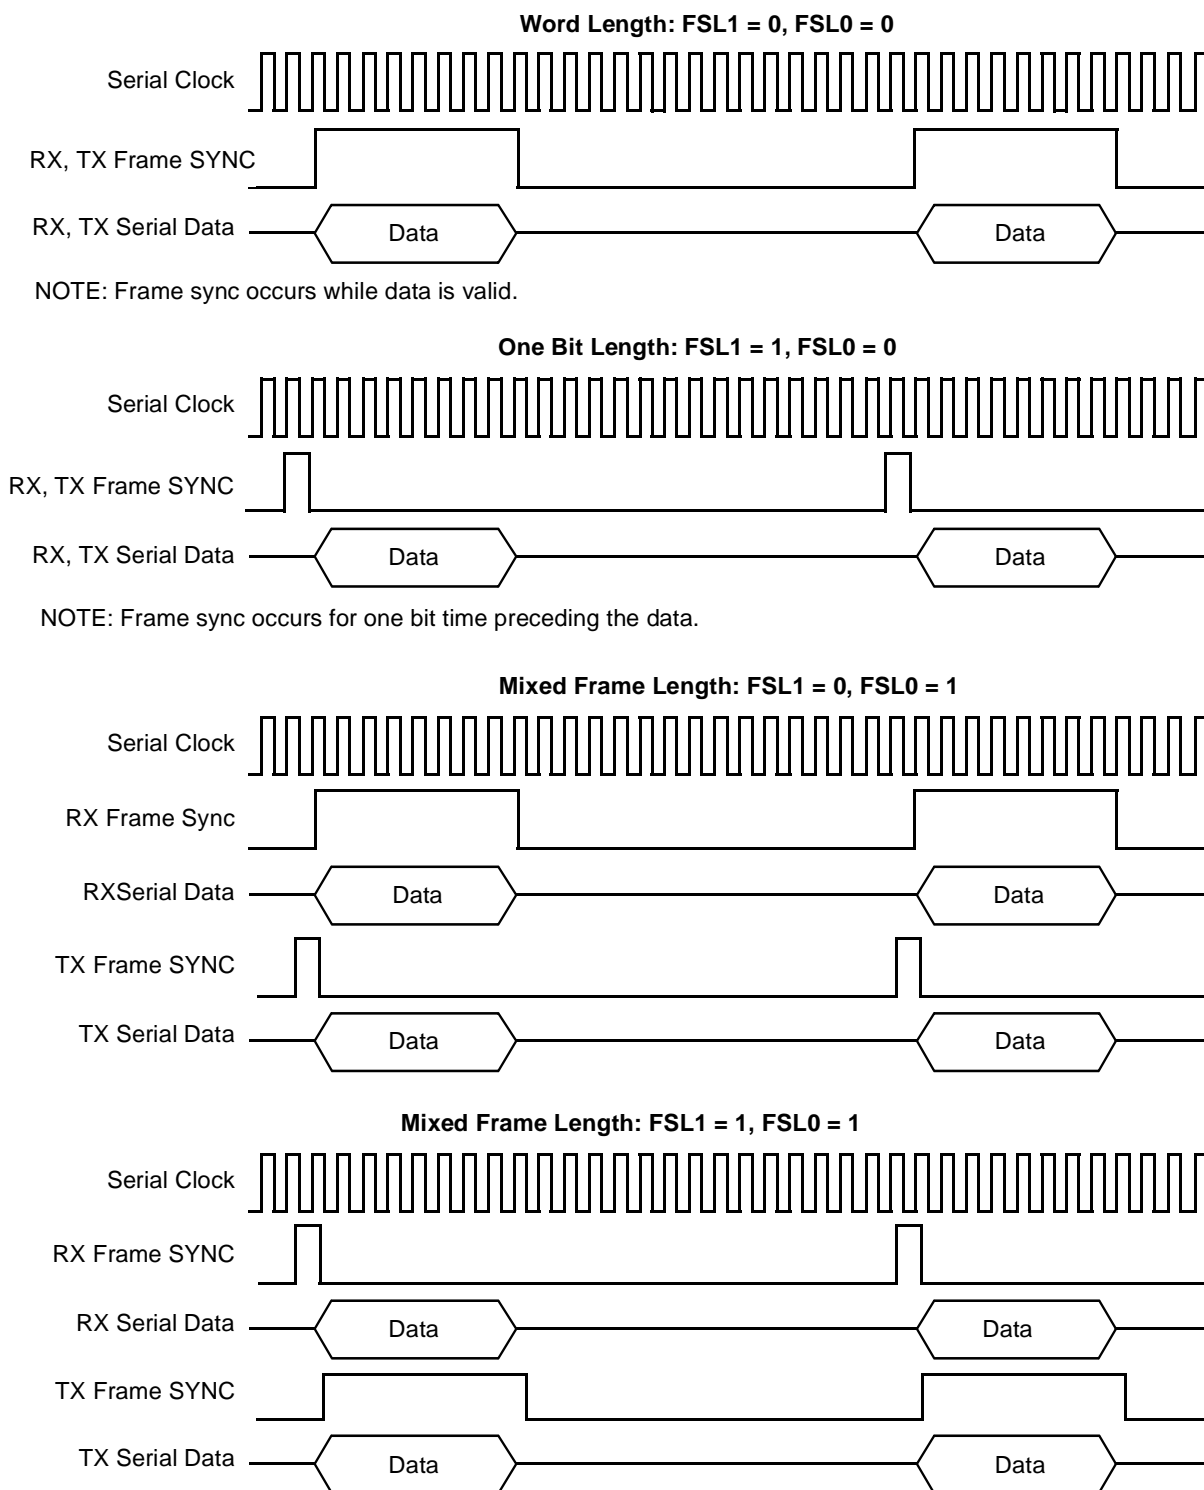 Word Length: FSL1 = 0, FSL0 = 0
Serial Clock
RX, TX Frame SYNC
RX, TX Serial Data
Data
Data
NOTE: Frame sync occurs while data is valid.
One Bit Length: FSL1 = 1, FSL0 = 0
Serial Clock
RX, TX Frame SYNC
RX, TX Serial Data
Data
Data
NOTE: Frame sync occurs for one bit time preceding the data.
Mixed Frame Length: FSL1 = 0, FSL0 = 1
Serial Clock
RX Frame Sync
RXSerial Data
Data
Data
TX Frame SYNC
TX Serial Data
Data
Data
Mixed Frame Length: FSL1 = 1, FSL0 = 1
Serial Clock
RX Frame SYNC
RX Serial Data
Data
Data
TX Frame SYNC
TX Serial Data
Data
Data